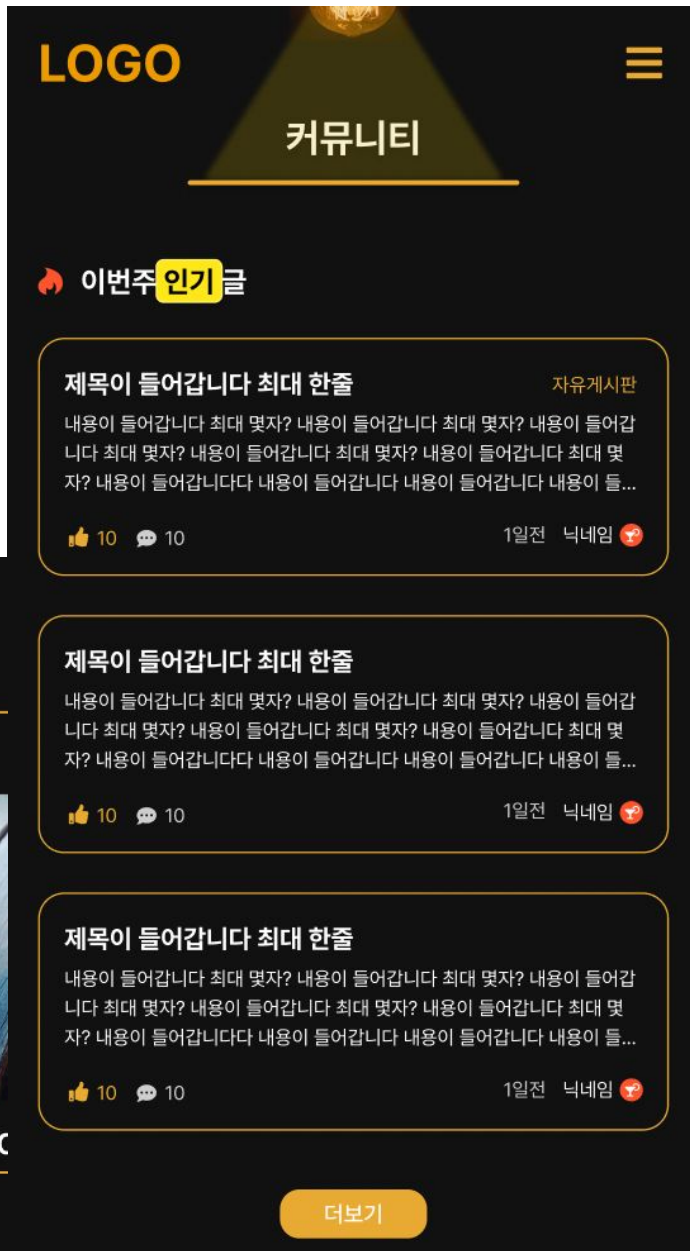 LOGO
커뮤니티
이번주 인기 글
제목이 들어갑니다 최대 한줄 자유게시판
내용이 들어갑니다 최대 몇자? 내용이 들어갑니다 최대 몇자? 내용이 들어갑
니다 최대 몇자? 내용이 들어갑니다 최대 몇자? 내용이 들어갑니다 최대 몇
자? 내용이 들어갑니다다 내용이 들어갑니다 내용이 들어갑니다 내용이 들...
10 10 1일전 닉네임
제목이 들어갑니다 최대 한줄
내용이 들어갑니다 최대 몇자? 내용이 들어갑니다 최대 몇자? 내용이 들어갑
니다 최대 몇자? 내용이 들어갑니다 최대 몇자? 내용이 들어갑니다 최대 몇
자? 내용이 들어갑니다다 내용이 들어갑니다 내용이 들어갑니다 내용이 들...
10 10 1일전 닉네임
제목이 들어갑니다 최대 한줄
내용이 들어갑니다 최대 몇자? 내용이 들어갑니다 최대 몇자? 내용이 들어갑
니다 최대 몇자? 내용이 들어갑니다 최대 몇자? 내용이 들어갑니다 최대 몇
자? 내용이 들어갑니다다 내용이 들어갑니다 내용이 들어갑니다 내용이 들...
10 10 1일전 닉네임
더보기